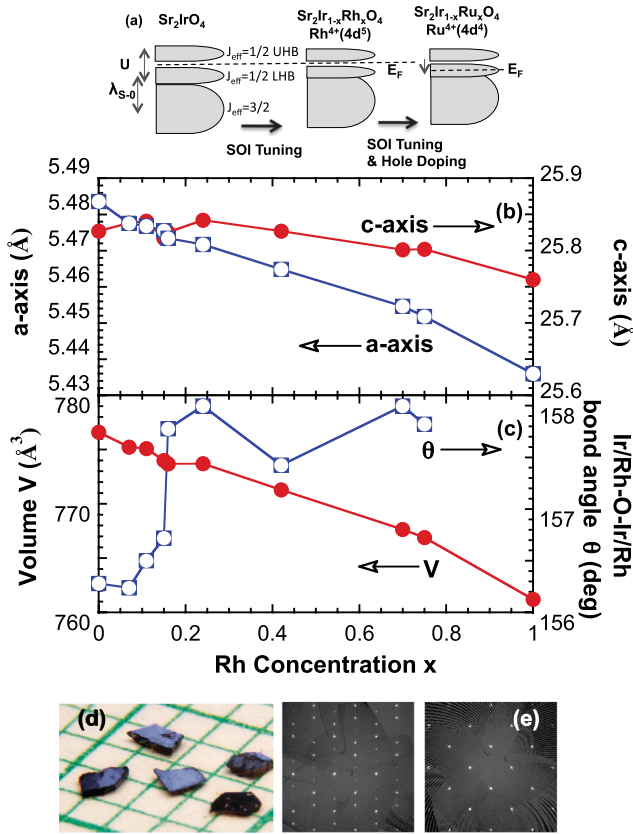 (a)
Sr2IrO4
Sr2Ir1-xRhxO4
Rh4+(4d5)
Sr2Ir1-xRuxO4
Ru4+(4d4)
U
λS-0
Jeff=1/2 UHB
Jeff=1/2 LHB
Jeff=3/2
EF
EF
SOI Tuning
SOI Tuning
& Hole Doping
5.49
5.48
5.47
5.46
5.45
5.44
5.43
a-axis (Å)
(b)
c-axis
a-axis
25.9
25.8
25.7
25.6
c-axis (Å)
780
770
760
Volume V (Å3)
(c)
θ
V
158
157
156
Ir/Rh-O-Ir/Rh
bond angle θ (deg)
0
0.2
0.4
0.6
0.8
1
Rh Concentration x
(d)
(e)